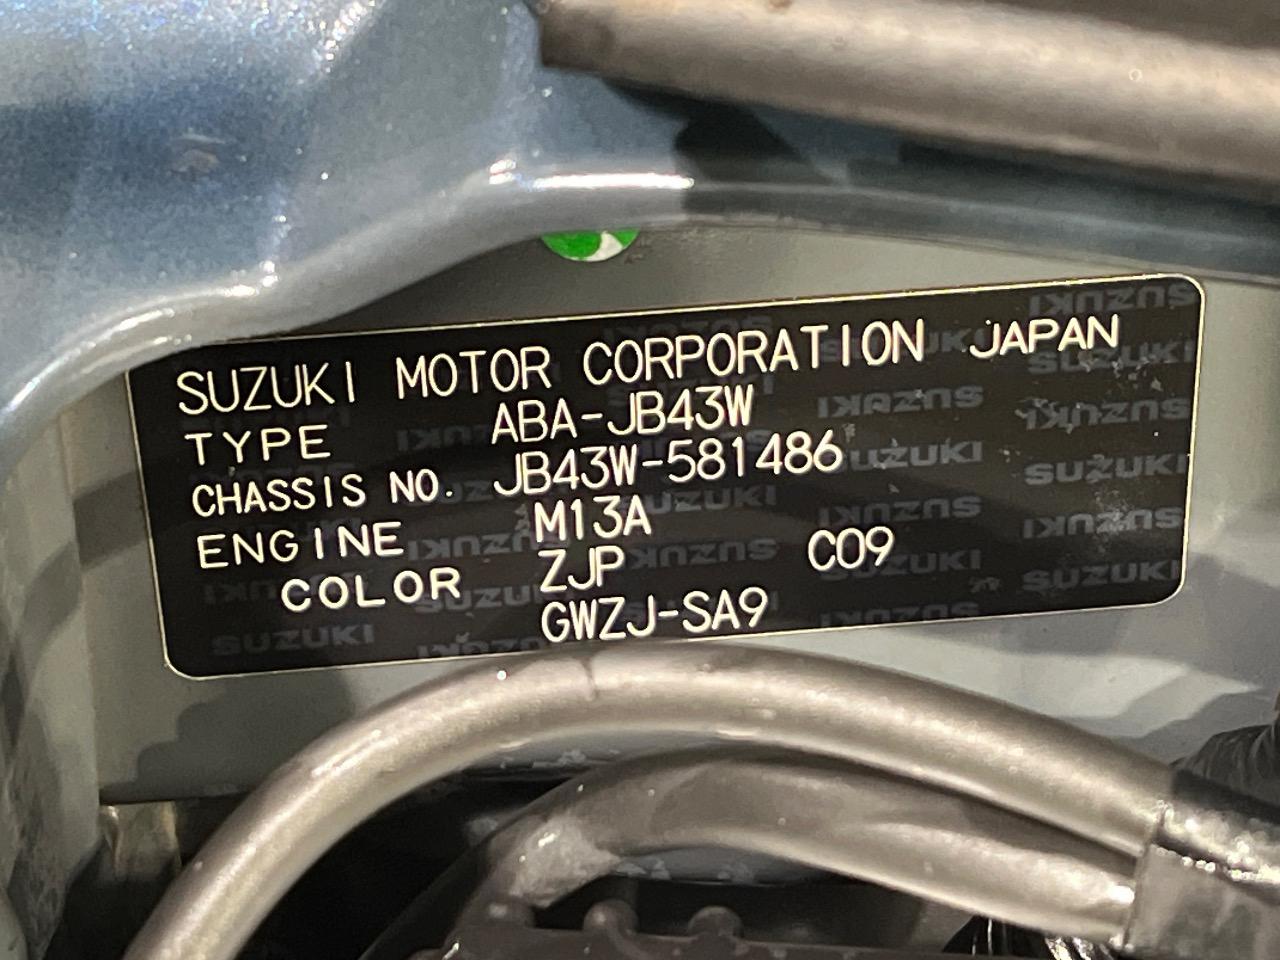 SUZUKI MOTOR CORPORATION JAPAN
TYPE ABA-JB43W
CHASSIS NO. JB43W-581486
ENGINE M13A
COLOR ZJP C09
GWZJ-SA9